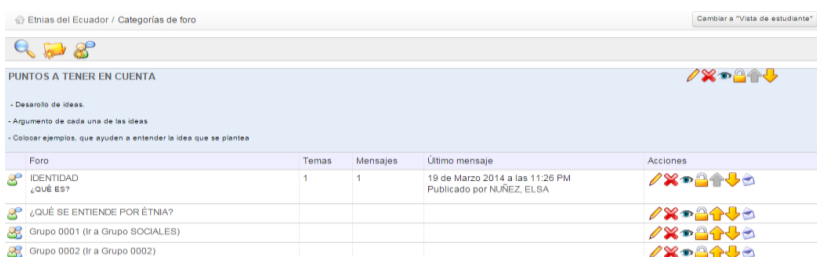 Etnias del Ecuador / Categorías de foro
Cambiar a "Vista de estudiante"
PUNTOS A TENER EN CUENTA
- Desarollo de ideas.
- Argumento de cada una de las ideas
- Colocar ejemplos, que ayuden a entender la idea que se plantea
Foro Temas Mensajes Último mensaje Acciones
IDENTIDAD 1 1 19 de Marzo 2014 a las 11:26 PM
¿QUÉ ES? Publicado por NUÑEZ, ELSA
¿QUÉ SE ENTIENDE POR ÉTNIA?
Grupo 0001 (Ir a Grupo SOCIALES)
Grupo 0002 (Ir a Grupo 0002)